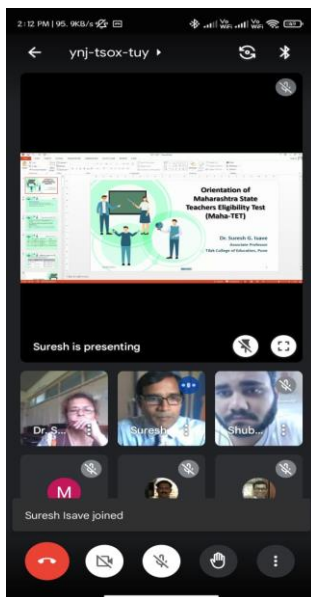 2:12 PM | 95. 9KB/s
ynj-tsox-tuy
Orientation of
Maharashtra State
Teachers Eligibility Test
(Maha-TET)
Dr. Suresh G. Isave
Associate Professor
Tilak College of Education, Pune
Suresh is presenting
Dr. S...
Suresh
Shub...
M
Suresh Isave joined